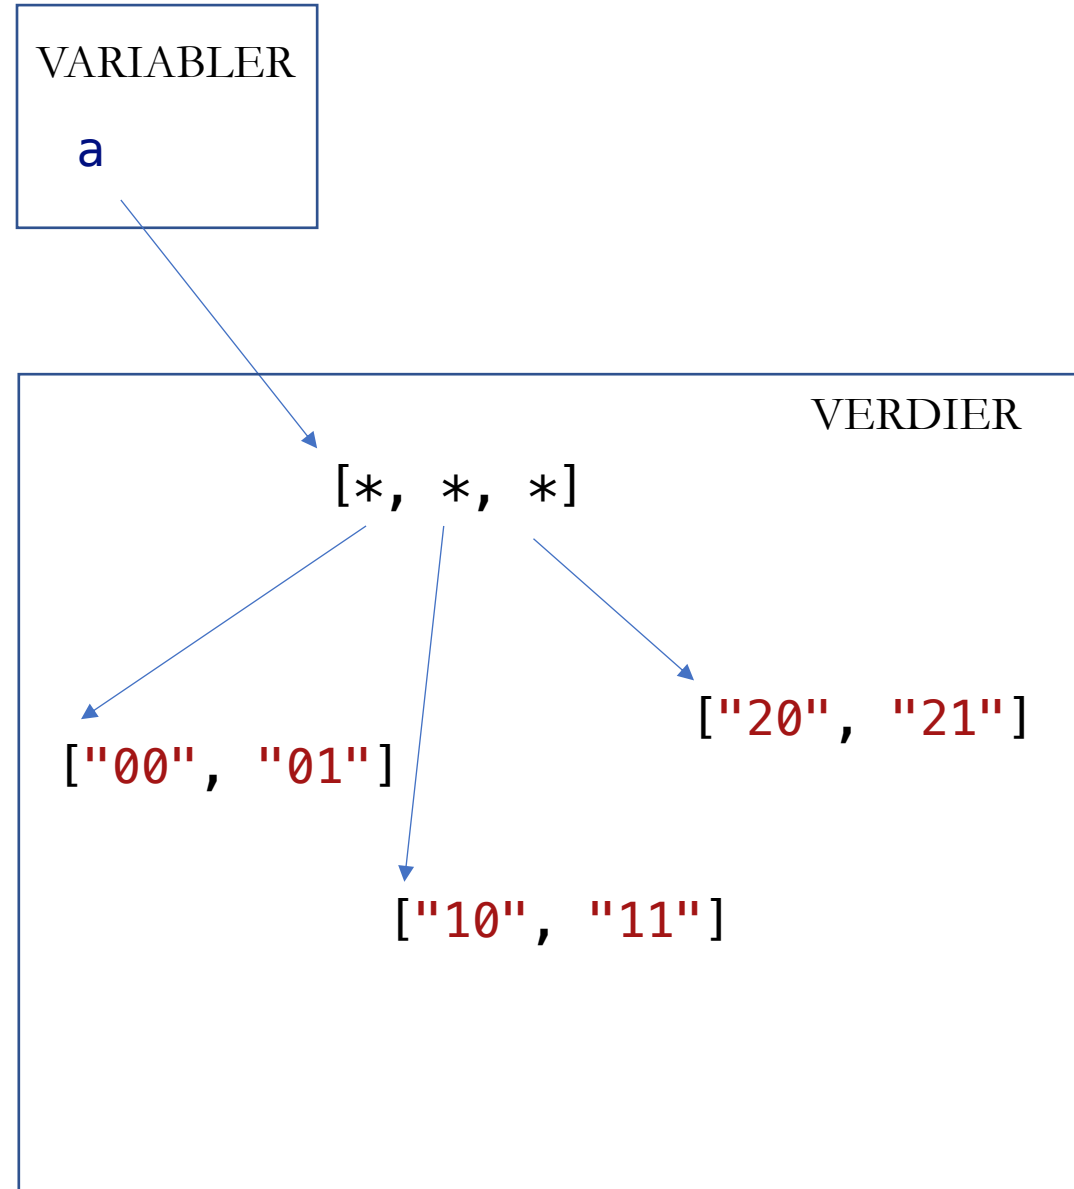 VARIABLER
a
VERDIER
[*, *, *]
["20", "21"]
["00", "01"]
["10", "11"]